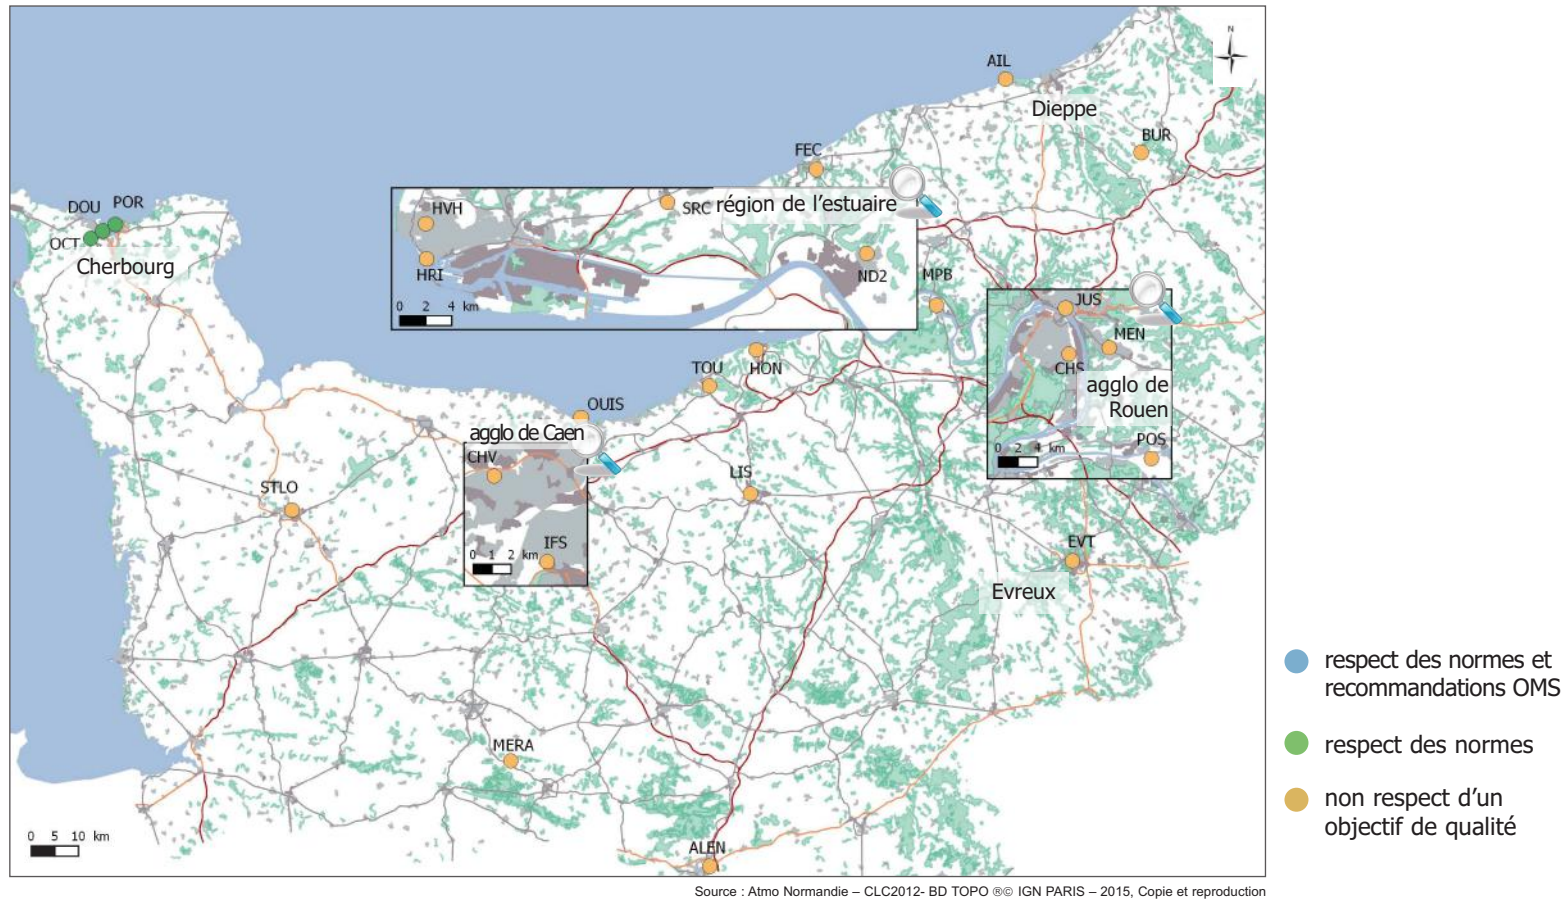 N
AIL
Dieppe
BUR
FEC
DOU POR
OCT
Cherbourg
HVH
SRC région de l'estuaire
HRI
ND2
0 2 4 km
MPB
JUS
MEN
CHS
agglo de
Rouen
0 2 4 km
POS
TOU
HON
OUIS
agglo de Caen
CHV
LIS
STLO
IFS
0 1 2 km
EVT
Evreux
MERA
ALEN
0 5 10 km
respect des normes et
recommandations OMS
respect des normes
non respect d'un
objectif de qualité
Source : Atmo Normandie – CLC2012- BD TOPO ®© IGN PARIS – 2015, Copie et reproduction